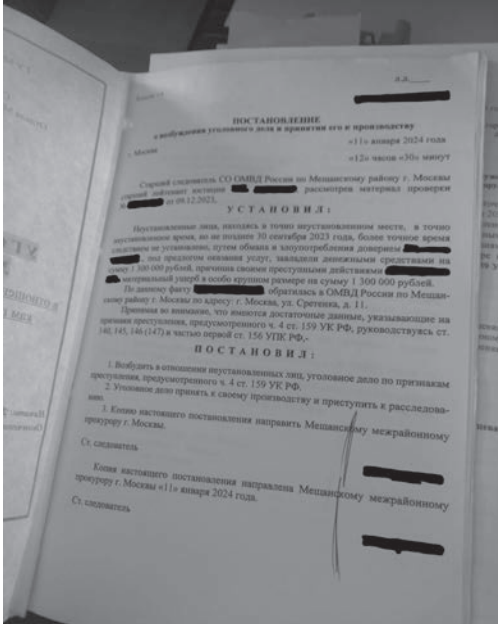 л.д.____
ПОСТАНОВЛЕНИЕ
о возбуждении уголовного дела и принятии его к производству
г. Москва
«11» января 2024 года
«12» часов «30» минут
Старший следователь СО ОМВД России по Мещанскому району г. Москвы
старший лейтенант юстиции рассмотрев материал проверки
от 09.12.2023,
УСТАНОВИЛ:
Неустановленные лица, находясь в точно неустановленном месте, в точно
неустановленное время, но не позднее 30 сентября 2023 года, более точное время
следствием не установлено, путем обмана и злоупотребления доверием
, под предлогом оказания услуг, завладели денежными средствами на
сумму 1 300 000 рублей, причинив своими преступными действиями
материальный ущерб в особо крупном размере на сумму 1 300 000 рублей.
По данному факту обратилась в ОМВД России по Мещан-
скому району г. Москвы по адресу: г. Москва, ул. Сретенка, д. 11.
Принимая во внимание, что имеются достаточные данные, указывающие на
признаки преступления, предусмотренного ч. 4 ст. 159 УК РФ, руководствуясь ст.
140, 145, 146 (147) и частью первой ст. 156 УПК РФ,-
ПОСТАНОВИЛ:
1. Возбудить в отношении неустановленных лиц, уголовное дело по признакам
преступления, предусмотренного ч. 4 ст. 159 УК РФ.
2. Уголовное дело принять к своему производству и приступить к расследова-
нию.
3. Копию настоящего постановления направить Мещанскому межрайонному
прокурору г. Москвы.
Ст. следователь
Копия настоящего постановления направлена Мещанскому межрайонному
прокурору г. Москвы «11» января 2024 года.
Ст. следователь